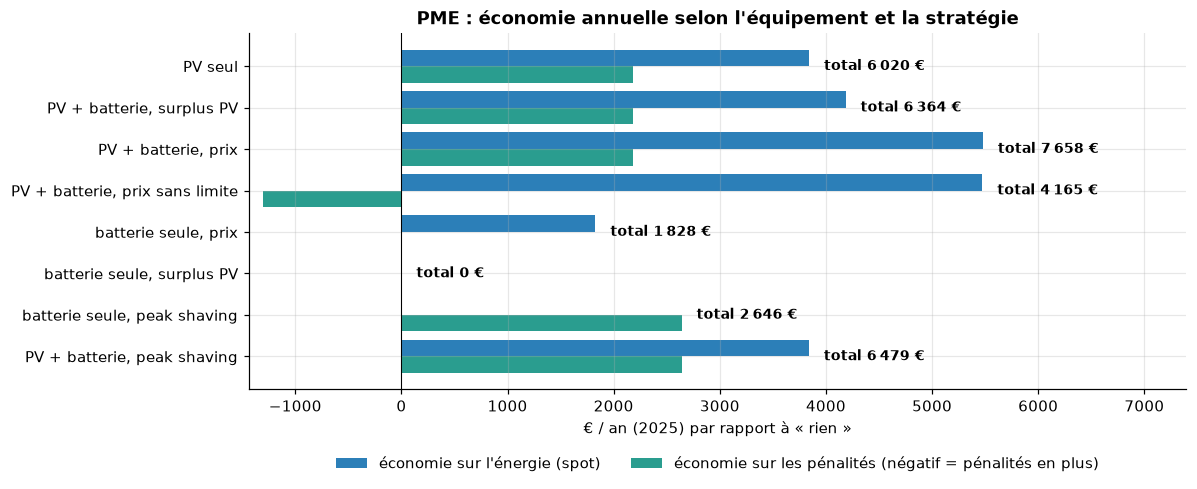 PME : économie annuelle selon l'équipement et la stratégie
PV seul
total 6 020 €
PV + batterie, surplus PV
total 6 364 €
PV + batterie, prix
total 7 658 €
PV + batterie, prix sans limite
total 4 165 €
batterie seule, prix
total 1 828 €
batterie seule, surplus PV
total 0 €
batterie seule, peak shaving
total 2 646 €
PV + batterie, peak shaving
total 6 479 €
−1000 0 1000 2000 3000 4000 5000 6000 7000
€ / an (2025) par rapport à « rien »
économie sur l'énergie (spot) économie sur les pénalités (négatif = pénalités en plus)